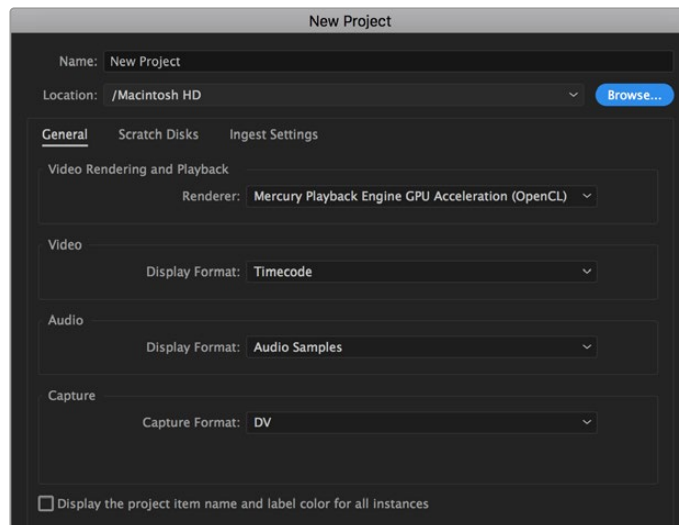 New Project
Name: New Project
Location: /Macintosh HD Browse...
General Scratch Disks Ingest Settings
Video Rendering and Playback
Renderer: Mercury Playback Engine GPU Acceleration (OpenCL)
Video
Display Format: Timecode
Audio
Display Format: Audio Samples
Capture
Capture Format: DV
Display the project item name and label color for all instances